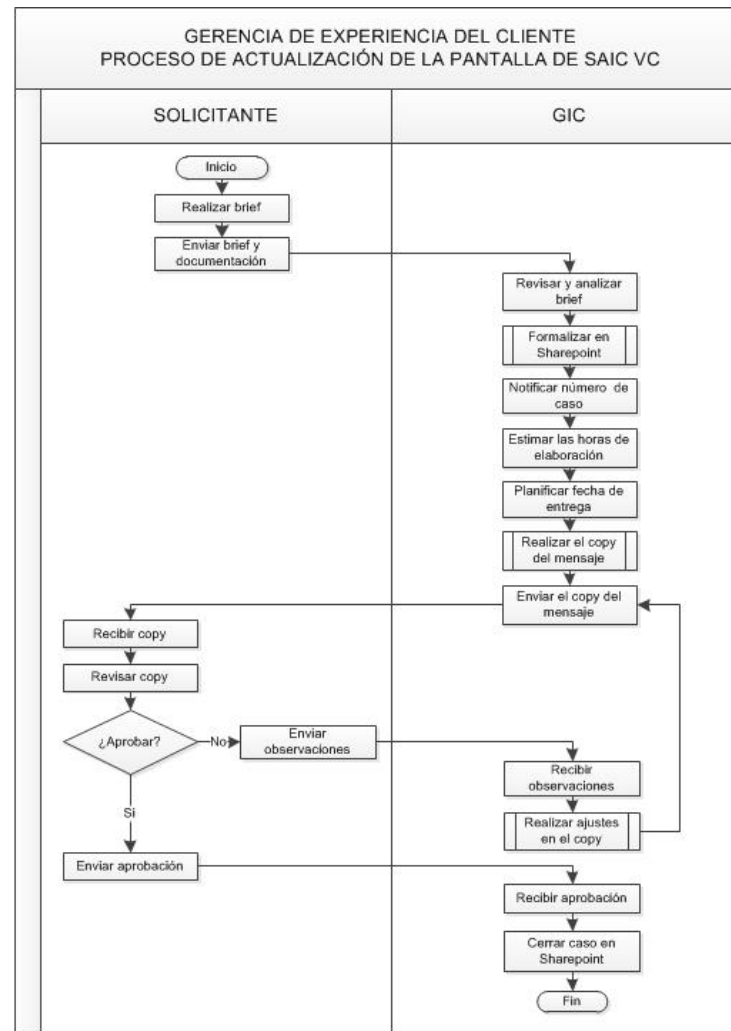 GERENCIA DE EXPERIENCIA DEL CLIENTE
PROCESO DE ACTUALIZACIÓN DE LA PANTALLA DE SAIC VC
SOLICITANTE
GIC
Inicio
Realizar brief
Enviar brief y
documentación
Revisar y analizar
brief
Formalizar en
Sharepoint
Notificar número de
caso
Estimar las horas de
elaboración
Planificar fecha de
entrega
Realizar el copy
del mensaje
Enviar el copy del
mensaje
Recibir copy
Revisar copy
¿Aprobar?
No
Enviar
observaciones
Recibir
observaciones
Realizar ajustes
en el copy
Si
Enviar aprobación
Recibir aprobación
Cerrar caso en
Sharepoint
Fin